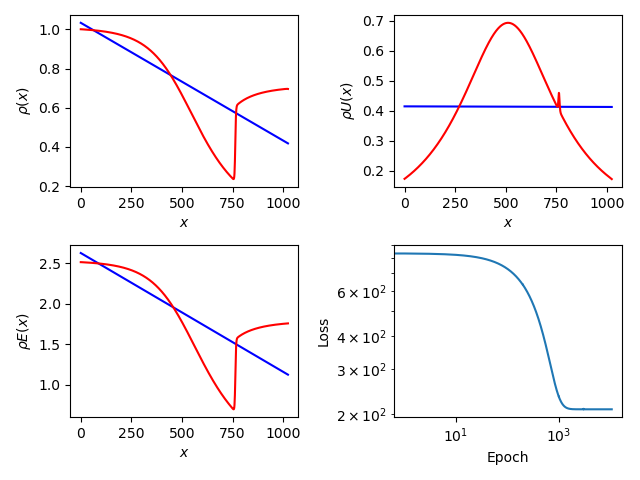 1.0
0.8
0.6
0.4
0.2
ρ(x)
0 250 500 750 1000
x
0.7
0.6
0.5
0.4
0.3
0.2
ρU(x)
0 250 500 750 1000
x
2.5
2.0
1.5
1.0
ρE(x)
0 250 500 750 1000
x
6 × 10²
4 × 10²
3 × 10²
2 × 10²
Loss
10¹ 10³
Epoch